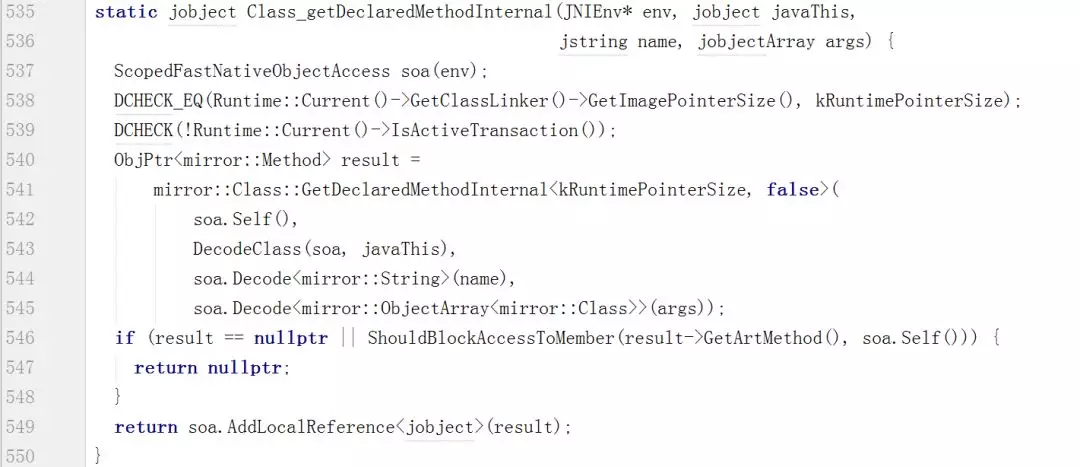 535 static jobject Class_getDeclaredMethodInternal(JNIEnv* env, jobject javaThis,
536 jstring name, jobjectArray args) {
537 ScopedFastNativeObjectAccess soa(env);
538 DCHECK_EQ(Runtime::Current()->GetClassLinker()->GetImagePointerSize(), kRuntimePointerSize);
539 DCHECK(!Runtime::Current()->IsActiveTransaction());
540 ObjPtr<mirror::Method> result =
541 mirror::Class::GetDeclaredMethodInternal<kRuntimePointerSize, false>(
542 soa.Self(),
543 DecodeClass(soa, javaThis),
544 soa.Decode<mirror::String>(name),
545 soa.Decode<mirror::ObjectArray<mirror::Class>>(args));
546 if (result == nullptr || ShouldBlockAccessToMember(result->GetArtMethod(), soa.Self())) {
547 return nullptr;
548 }
549 return soa.AddLocalReference<jobject>(result);
550 }